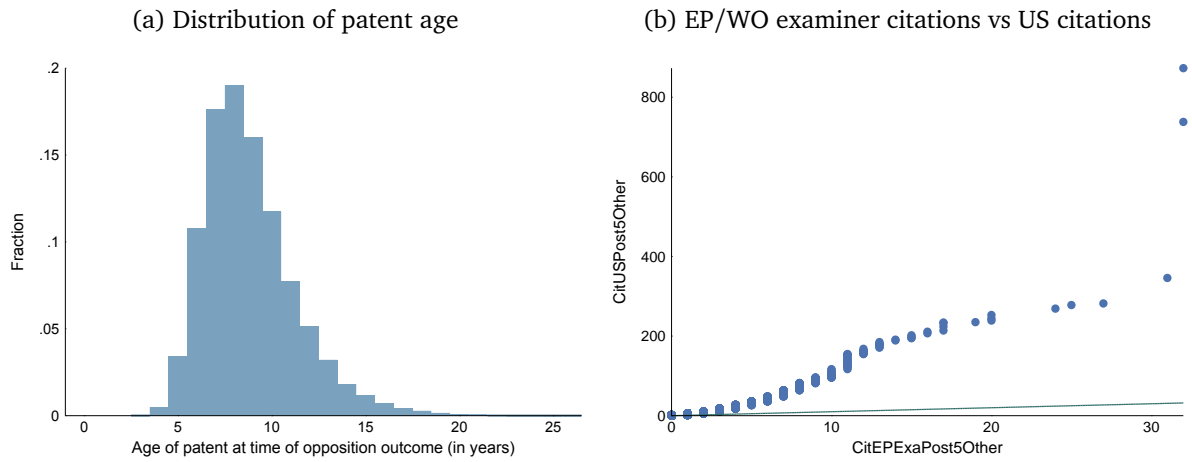 (a) Distribution of patent age
.2
.15
.1
.05
0
Fraction
0 5 10 15 20 25
Age of patent at time of opposition outcome (in years)
(b) EP/WO examiner citations vs US citations
800
600
400
200
0
CitUSPost5Other
0 10 20 30
CitEPExaPost5Other